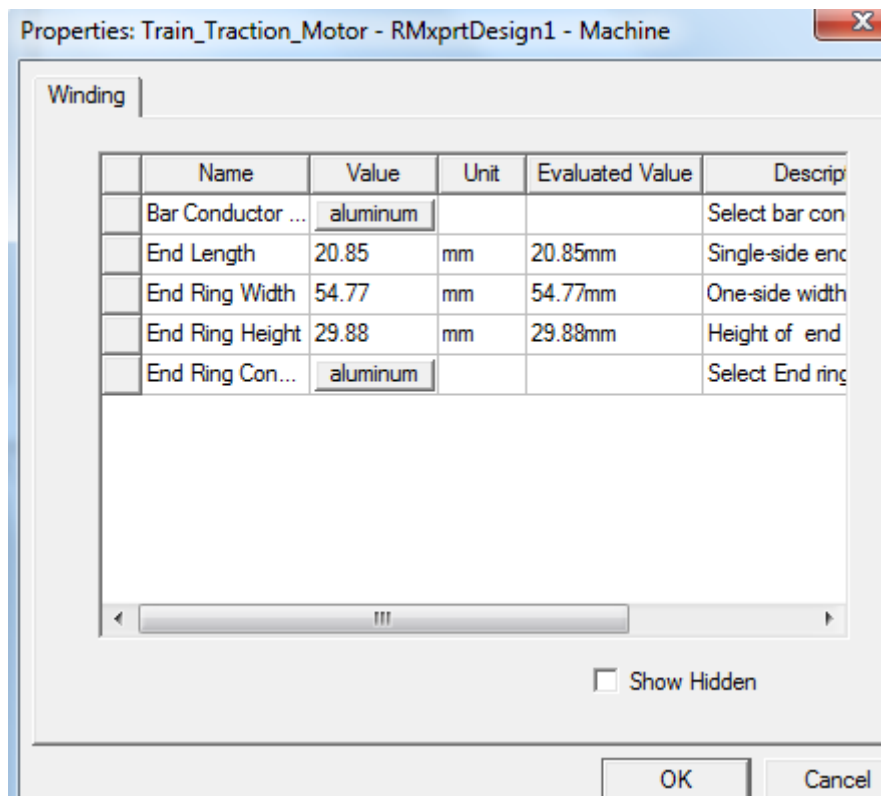 Properties: Train_Traction_Motor - RMxprtDesign1 - Machine
Winding
Name Value Unit Evaluated Value Descript
Bar Conductor ... aluminum Select bar con
End Length 20.85 mm 20.85mm Single-side end
End Ring Width 54.77 mm 54.77mm One-side width
End Ring Height 29.88 mm 29.88mm Height of end
End Ring Con... aluminum Select End ring
Show Hidden
OK Cancel